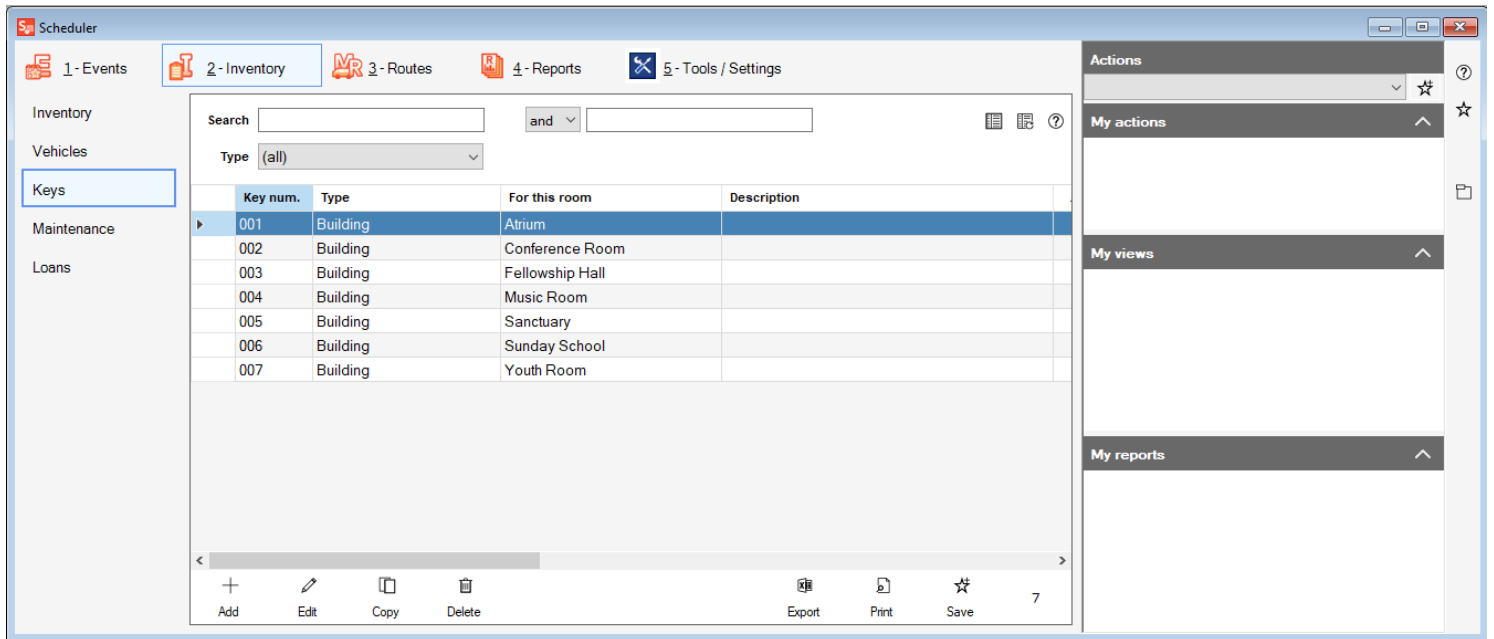 Scheduler
1 - Events 2 - Inventory 3 - Routes 4 - Reports 5 - Tools / Settings
Inventory
Vehicles
Keys
Maintenance
Loans
Search and
Type (all)
Key num. Type For this room Description
001 Building Atrium
002 Building Conference Room
003 Building Fellowship Hall
004 Building Music Room
005 Building Sanctuary
006 Building Sunday School
007 Building Youth Room
Add Edit Copy Delete Export Print Save 7
Actions
My actions
My views
My reports